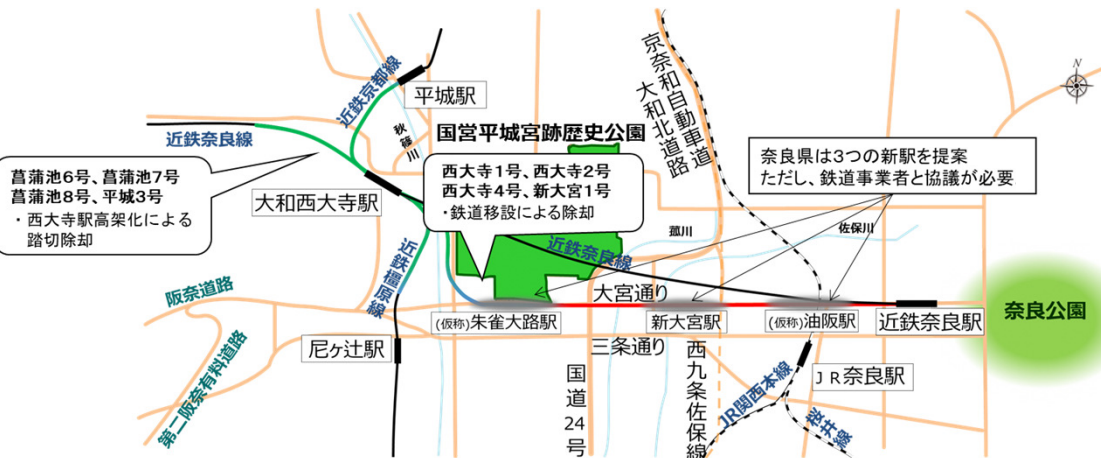 近鉄京都線
平城駅
N
近鉄奈良線
秋篠川
国営平城宮跡歴史公園
京奈和自動車道
大和北道路
菖蒲池6号、菖蒲池7号
菖蒲池8号、平城3号
・西大寺駅高架化による
踏切除却
大和西大寺駅
西大寺1号、西大寺2号
西大寺4号、新大宮1号
・鉄道移設による除却
奈良県は3つの新駅を提案
ただし、鉄道事業者と協議が必要
菰川
佐保川
近鉄奈良線
近鉄橿原線
阪奈道路
大宮通り
(仮称)朱雀大路駅
新大宮駅
(仮称)油阪駅
近鉄奈良駅
奈良公園
尼ヶ辻駅
三条通り
第二阪奈有料道路
国道24号
西九条佐保線
JR関西本線
JR奈良駅
桜井線